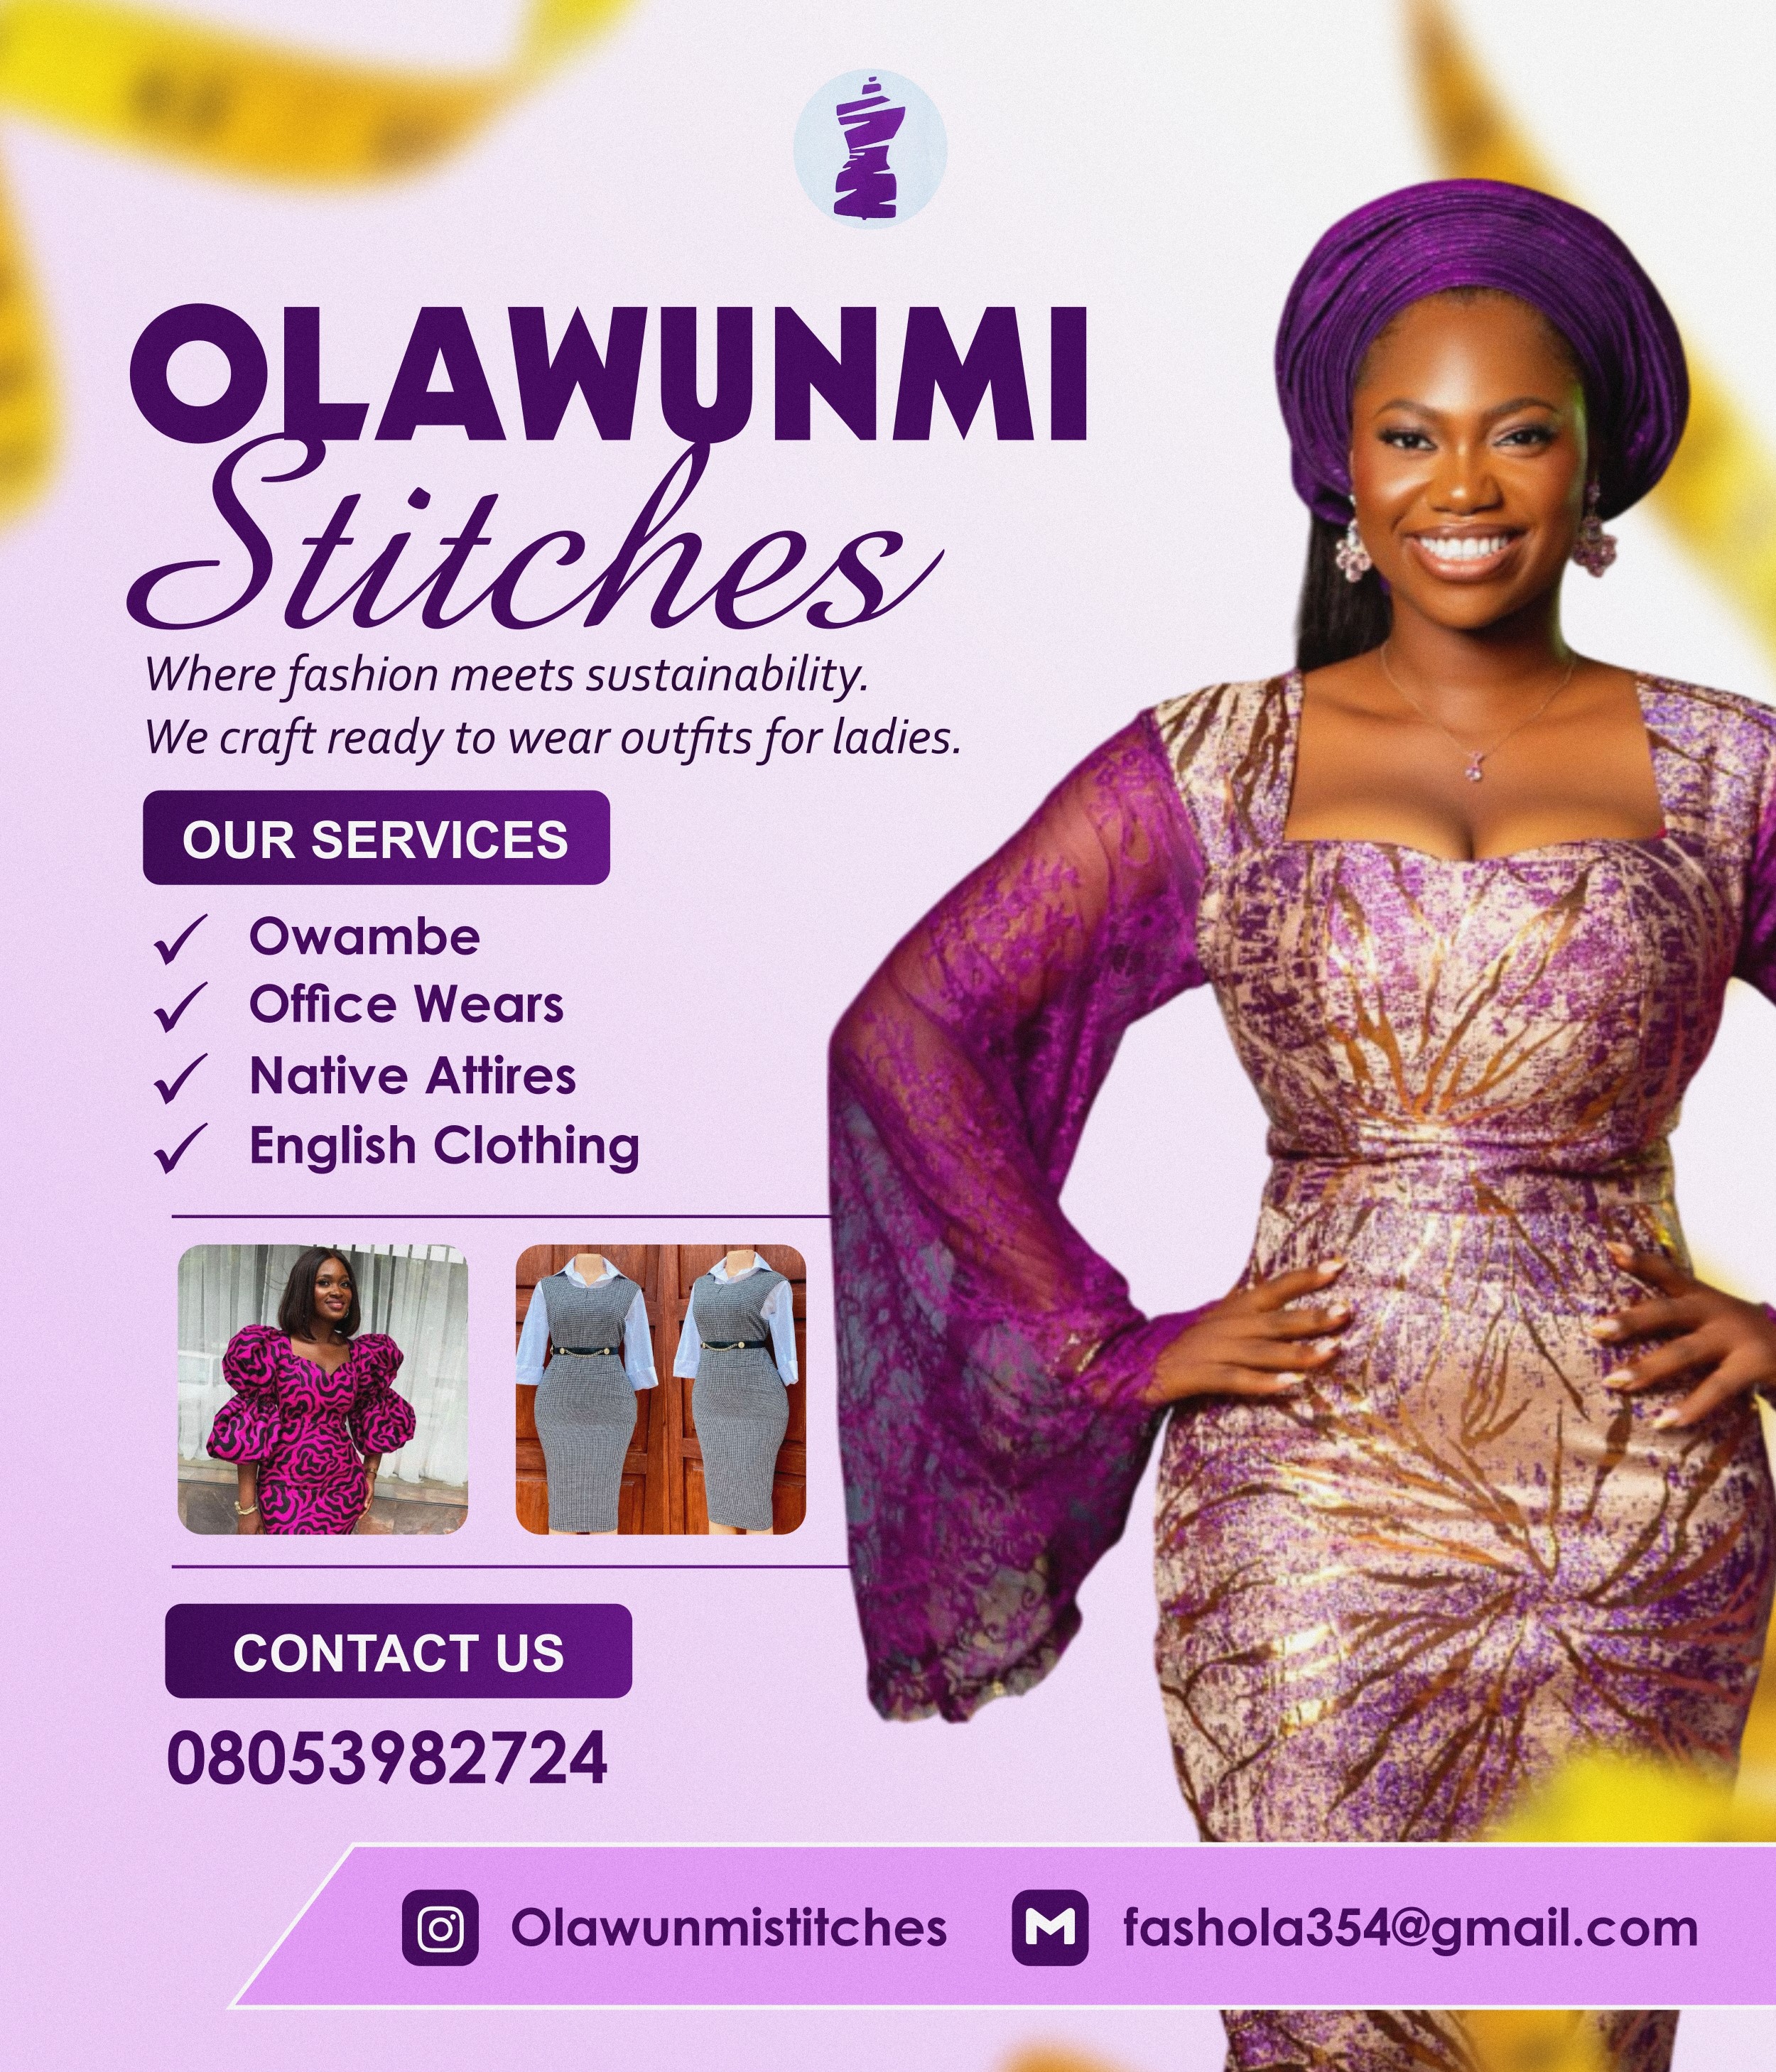 OLAWUNMI
Stitches
Where fashion meets sustainability.
We craft ready to wear outfits for ladies.
OUR SERVICES
Owambe
Office Wears
Native Attires
English Clothing
CONTACT US
08053982724
Olawunmistitches
fashola354@gmail.com